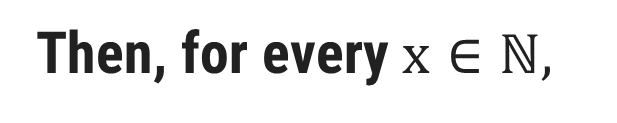 Then, for every x ∈ ℕ,